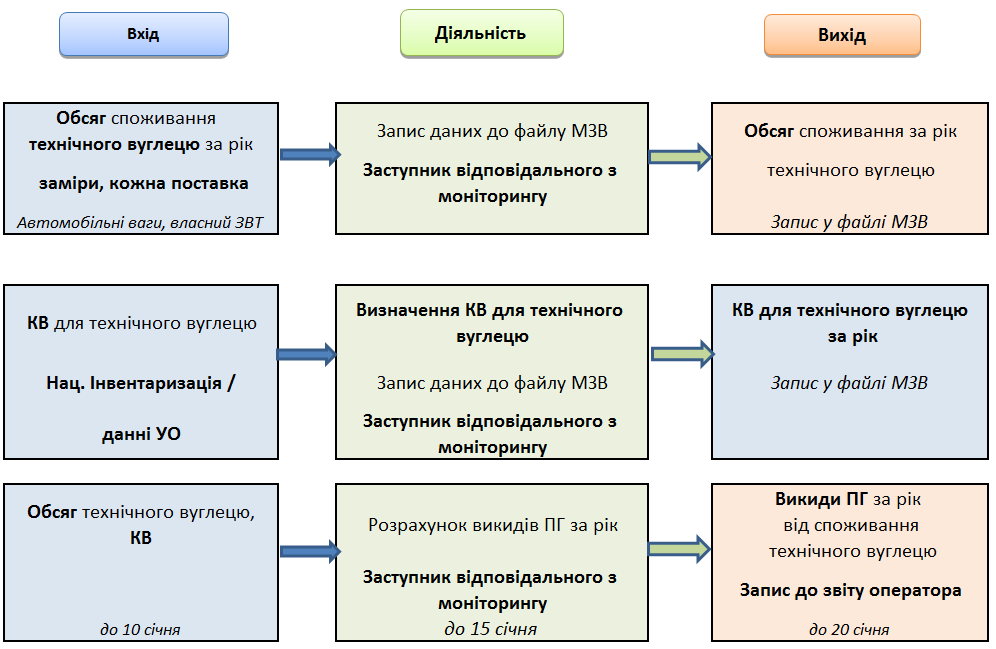 Вхід
Діяльність
Вихід
Обсяг споживання
технічного вуглецю за рік
заміри, кожна поставка
Автомобільні ваги, власний ЗВТ
Запис даних до файлу МЗВ
Заступник відповідального з
моніторингу
Обсяг споживання за рік
технічного вуглецю
Запис у файлі МЗВ
КВ для технічного вуглецю
Нац. Інвентаризація /
данні УО
Визначення КВ для технічного
вуглецю
Запис даних до файлу МЗВ
Заступник відповідального з
моніторингу
КВ для технічного вуглецю
за рік
Запис у файлі МЗВ
Обсяг технічного вуглецю,
КВ
до 10 січня
Розрахунок викидів ПГ за рік
Заступник відповідального з
моніторингу
до 15 січня
Викиди ПГ за рік
від споживання
технічного вуглецю
Запис до звіту оператора
до 20 січня